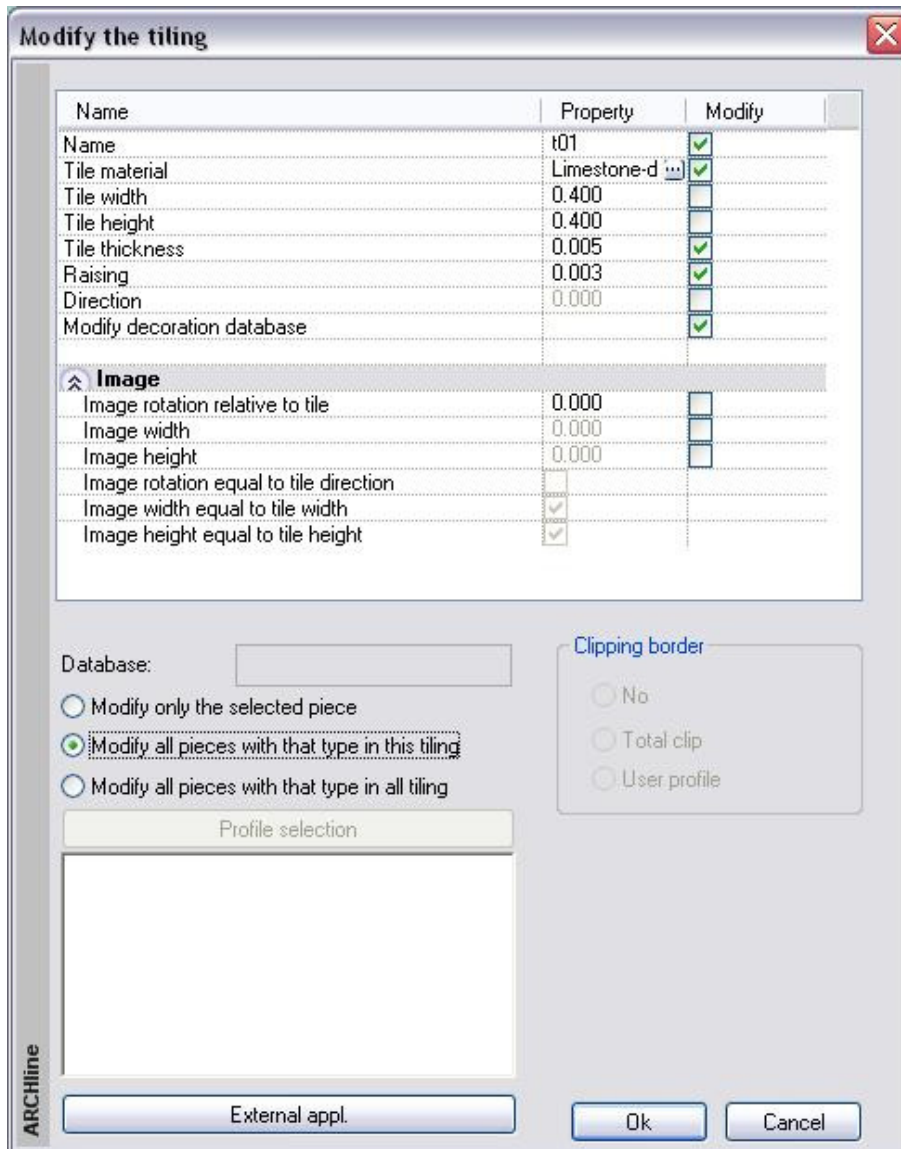 Modify the tiling
Name Property Modify
Name t01
Tile material Limestone-d ...
Tile width 0.400
Tile height 0.400
Tile thickness 0.005
Raising 0.003
Direction 0.000
Modify decoration database
Image
Image rotation relative to tile 0.000
Image width 0.000
Image height 0.000
Image rotation equal to tile direction
Image width equal to tile width
Image height equal to tile height
Database:
Modify only the selected piece
Modify all pieces with that type in this tiling
Modify all pieces with that type in all tiling
Profile selection
Clipping border
No
Total clip
User profile
External appl.
Ok Cancel
ARCHline